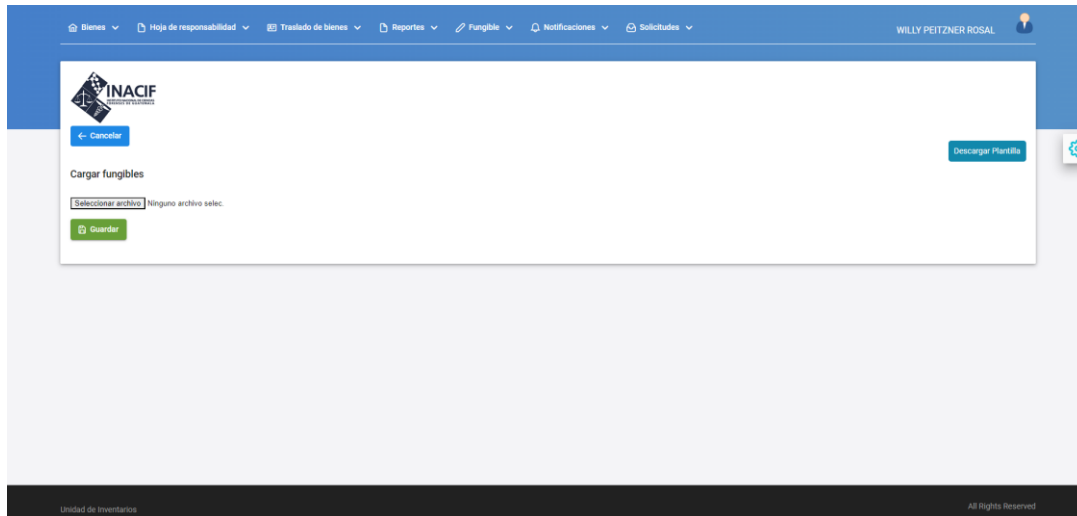 Bienes
Hoja de responsabilidad
Traslado de bienes
Reportes
Fungible
Notificaciones
Solicitudes
WILLY PEITZNER ROSAL
INACIF
Cancelar
Descargar Plantilla
Cargar fungibles
Seleccionar archivo Ninguno archivo selec.
Guardar
Unidad de Inventarios
All Rights Reserved